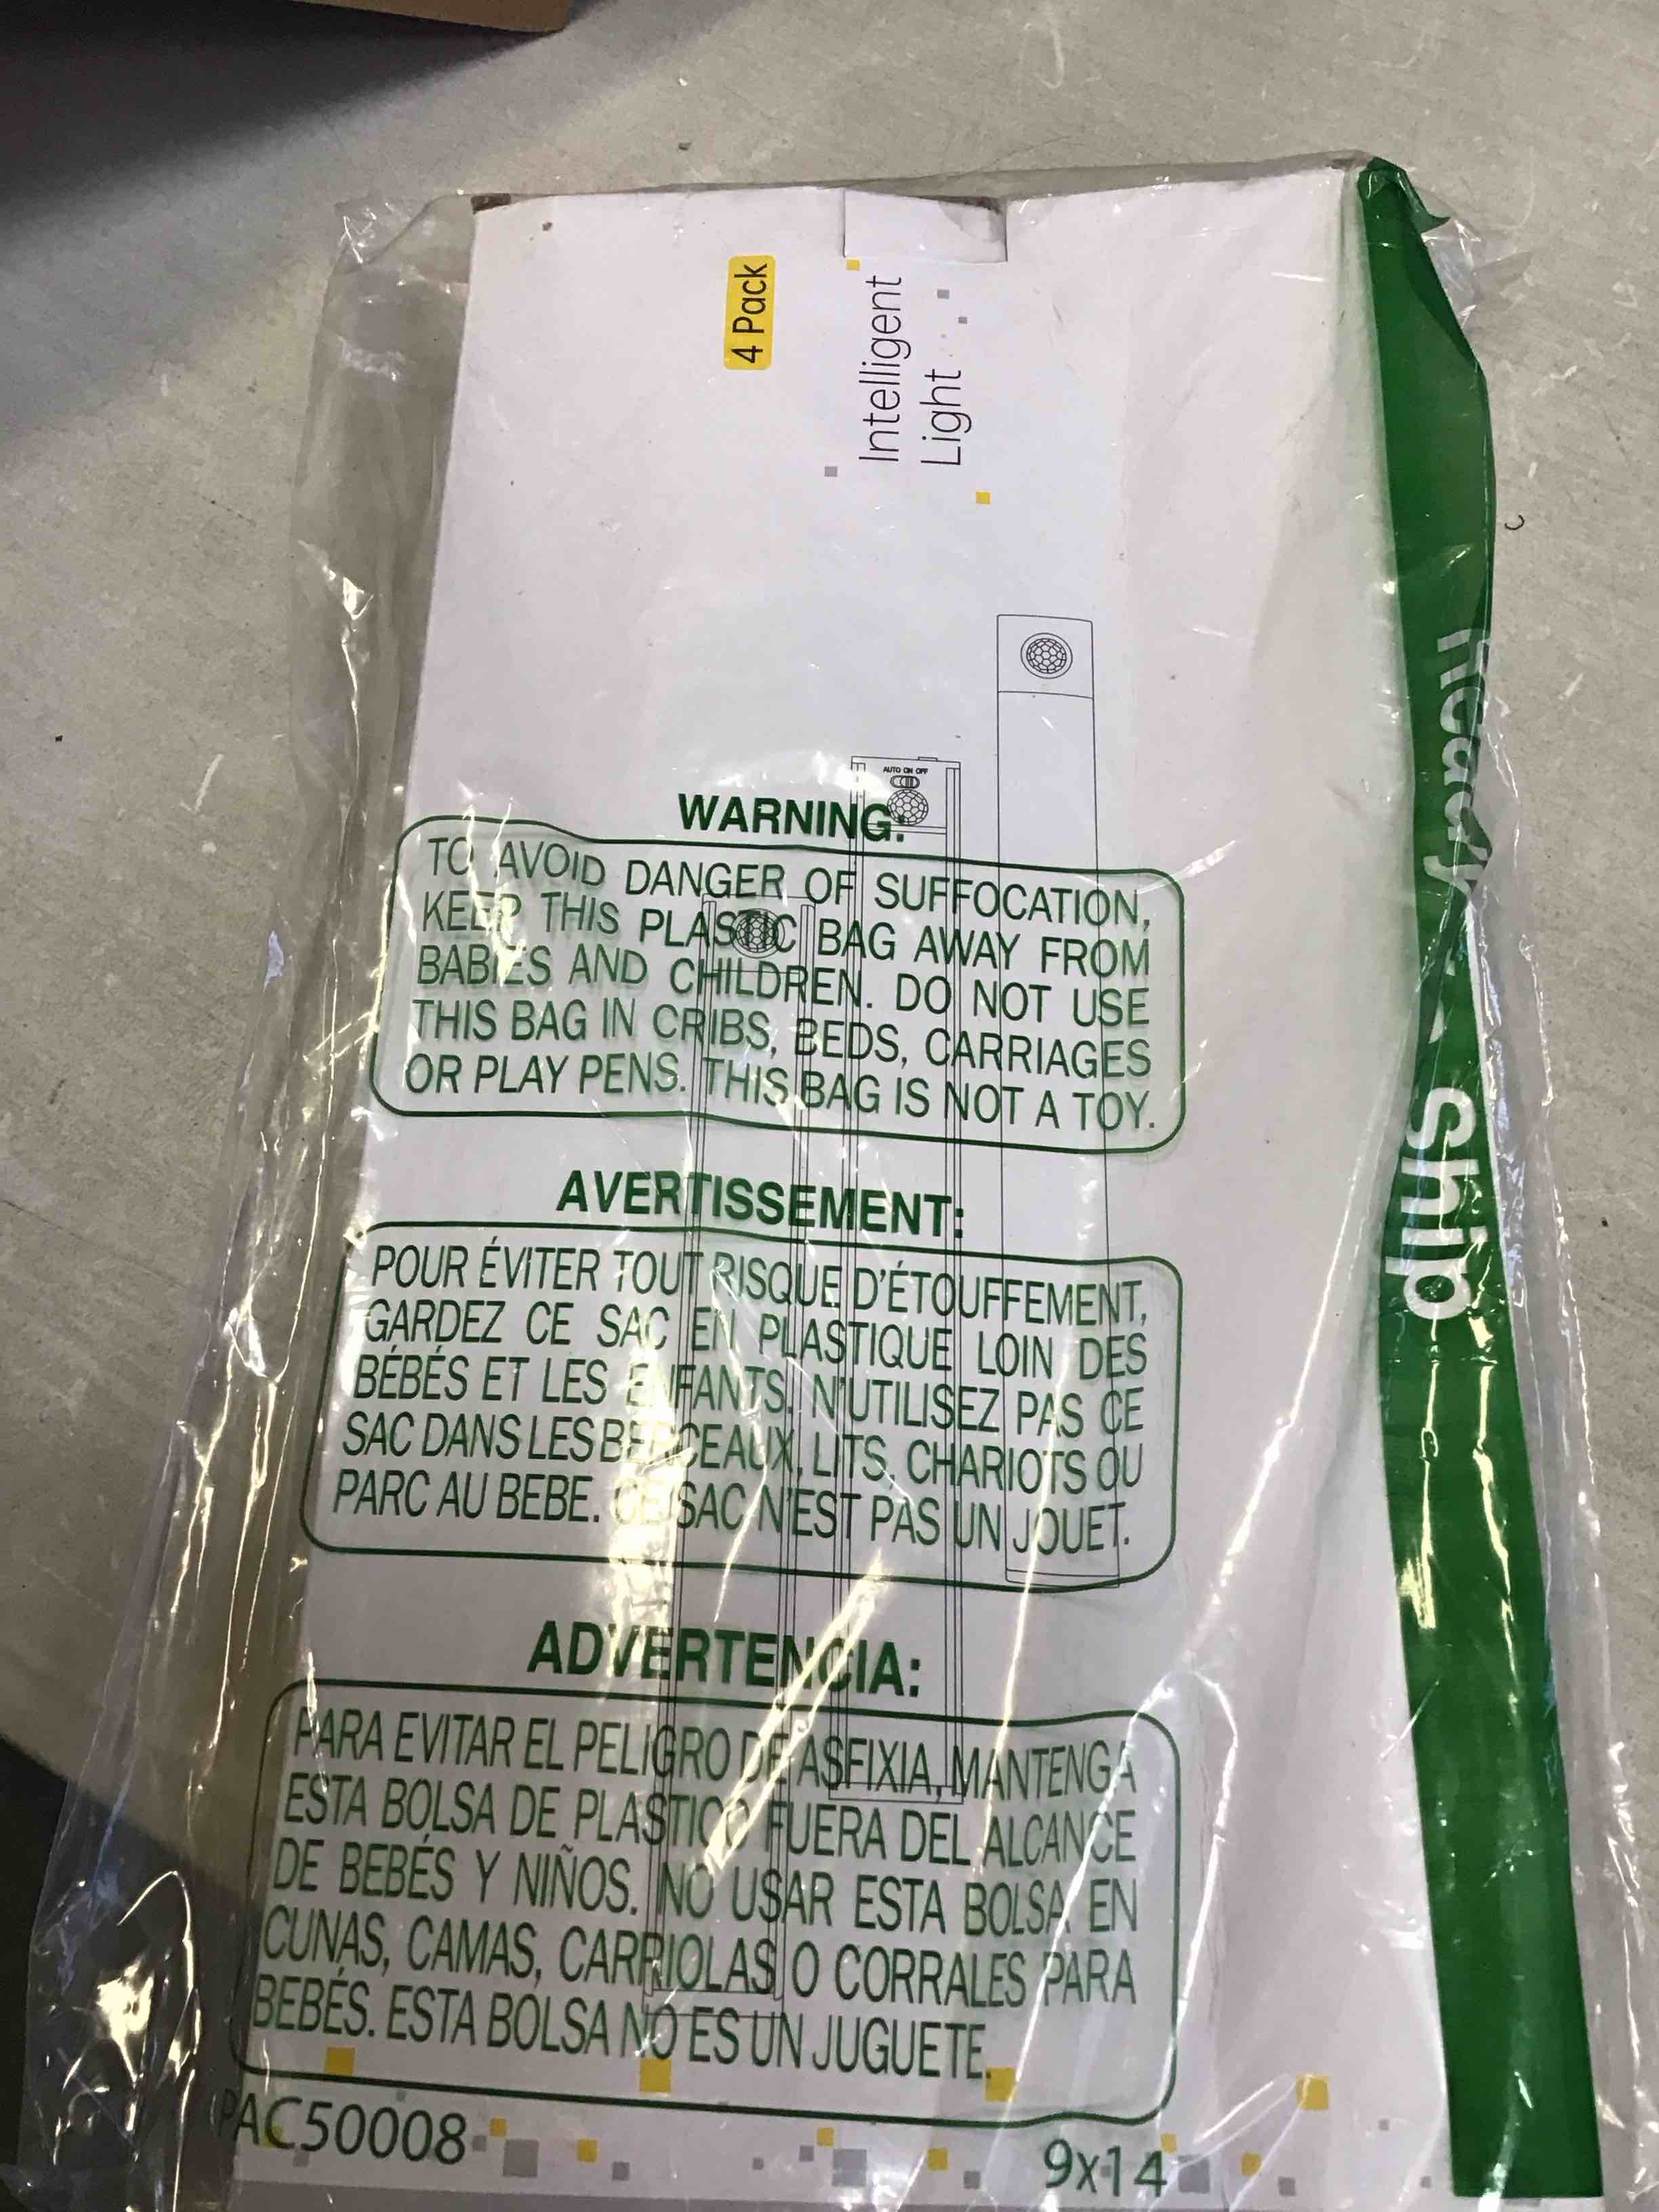 4 Pack
Intelligent
Light
AUTO ON OFF
WARNING:
TO AVOID DANGER OF SUFFOCATION,
KEEP THIS PLASTIC BAG AWAY FROM
BABIES AND CHILDREN. DO NOT USE
THIS BAG IN CRIBS, BEDS, CARRIAGES
OR PLAY PENS. THIS BAG IS NOT A TOY.
AVERTISSEMENT:
POUR ÉVITER TOUT RISQUE D'ÉTOUFFEMENT,
GARDEZ CE SAC EN PLASTIQUE LOIN DES
BÉBÉS ET LES ENFANTS. N'UTILISEZ PAS CE
SAC DANS LES BERCEAUX, LITS, CHARIOTS OU
PARC AU BEBE. CE SAC N'EST PAS UN JOUET.
ADVERTENCIA:
PARA EVITAR EL PELIGRO DE ASFIXIA, MANTENGA
ESTA BOLSA DE PLASTICO FUERA DEL ALCANCE
DE BEBÉS Y NIÑOS. NO USAR ESTA BOLSA EN
CUNAS, CAMAS, CARRIOLAS O CORRALES PARA
BEBÉS. ESTA BOLSA NO ES UN JUGUETE.
PAC50008
9x14
Ship